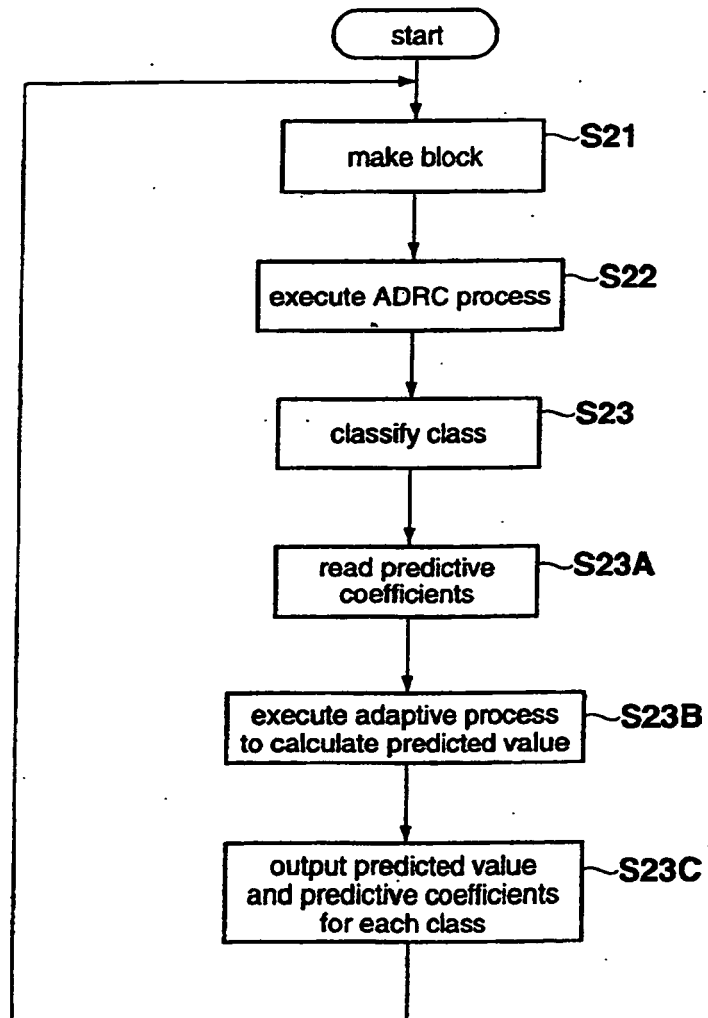 start
make block
S21
execute ADRC process
S22
classify class
S23
read predictive
coefficients
S23A
execute adaptive process
to calculate predicted value
S23B
output predicted value
and predictive coefficients
for each class
S23C